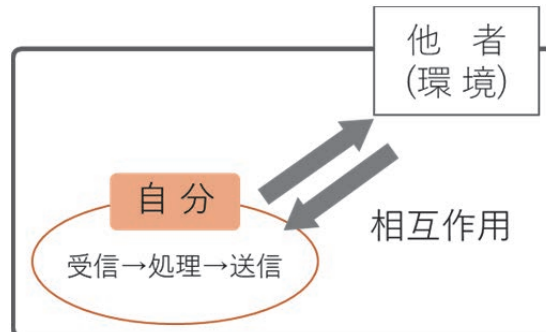 他 者
(環 境)
自 分
受信→処理→送信
相互作用